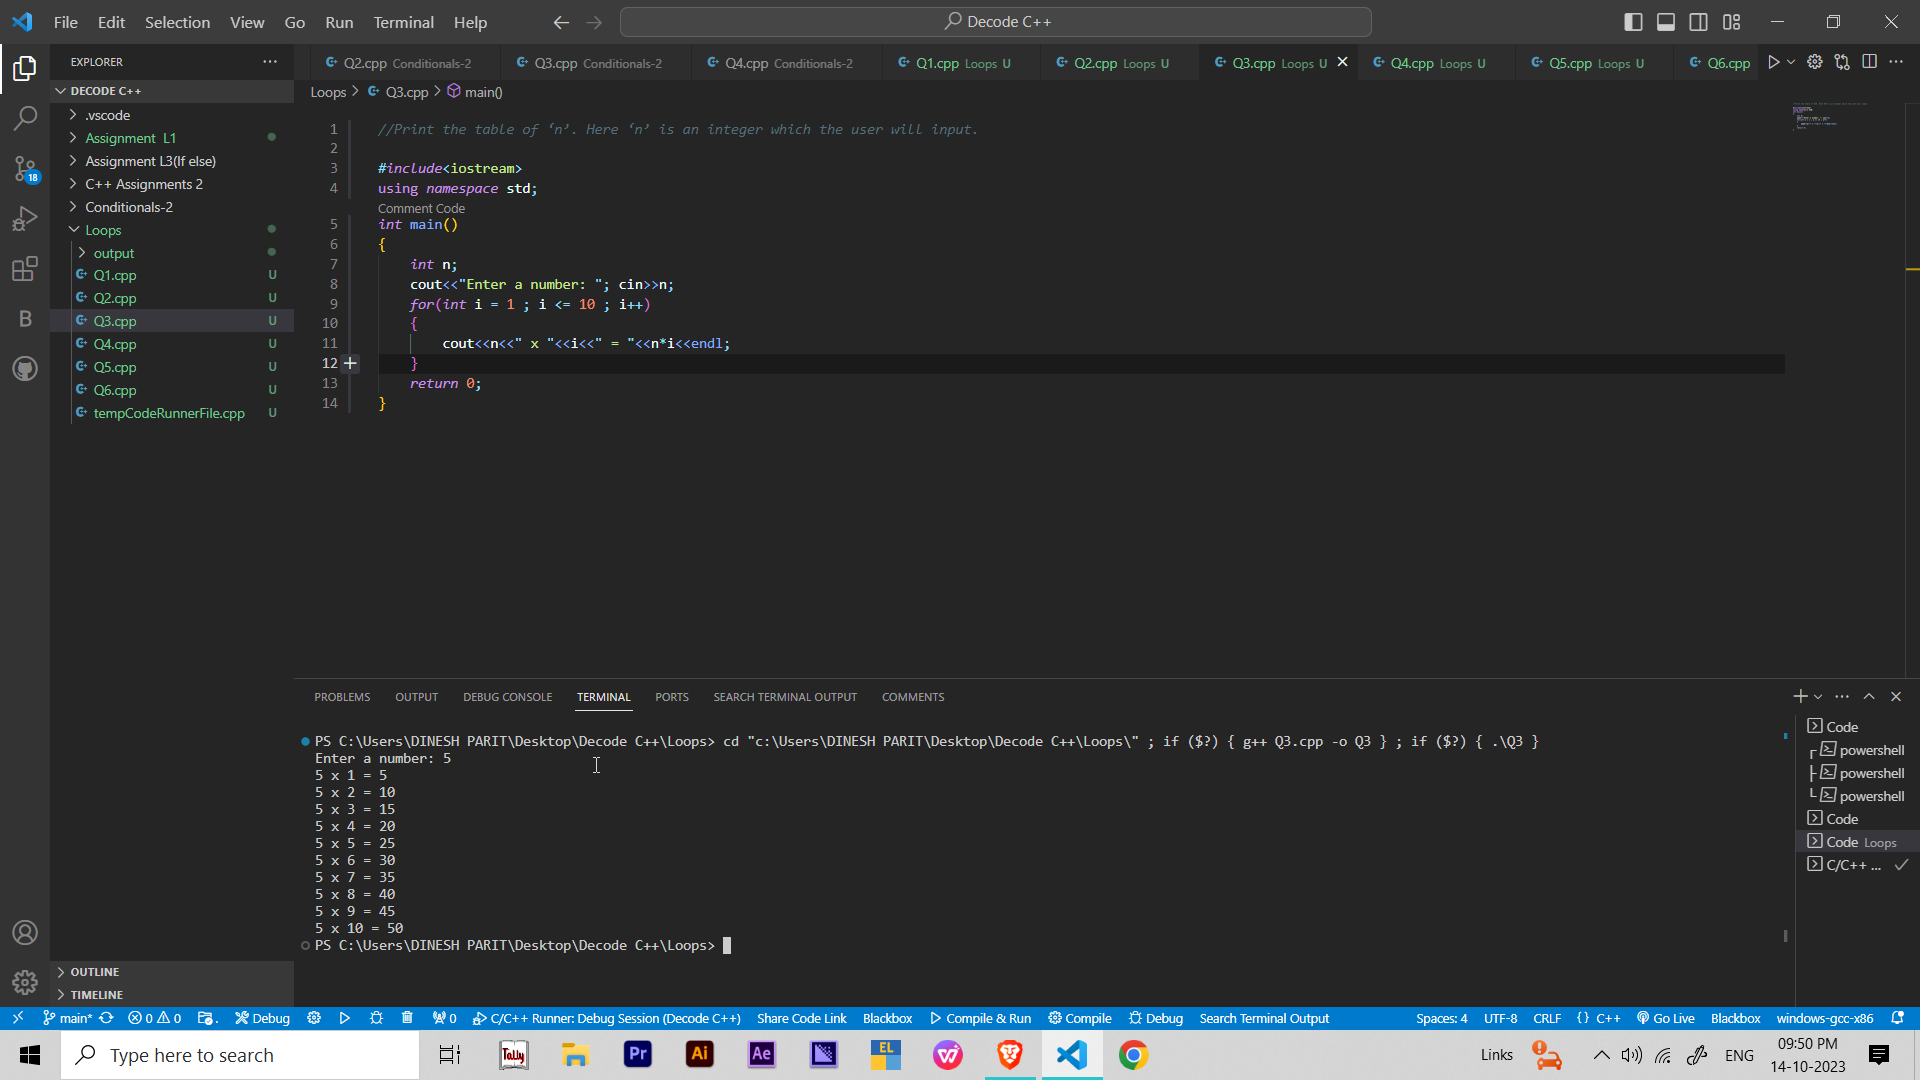 File Edit Selection View Go Run Terminal Help
Decode C++
EXPLORER
DECODE C++
.vscode
Assignment L1
Assignment L3(If else)
C++ Assignments 2
Conditionals-2
Loops
output
Q1.cpp U
Q2.cpp U
Q3.cpp U
Q4.cpp U
Q5.cpp U
Q6.cpp U
tempCodeRunnerFile.cpp U
OUTLINE
TIMELINE
Q2.cpp Conditionals-2 Q3.cpp Conditionals-2 Q4.cpp Conditionals-2 Q1.cpp Loops U Q2.cpp Loops U Q3.cpp Loops U Q4.cpp Loops U Q5.cpp Loops U Q6.cpp
Loops > Q3.cpp > main()
1 //Print the table of ‘n’. Here ‘n’ is an integer which the user will input.
2
3 #include<iostream>
4 using namespace std;
Comment Code
5 int main()
6 {
7 int n;
8 cout<<"Enter a number: "; cin>>n;
9 for(int i = 1 ; i <= 10 ; i++)
10 {
11 cout<<n<<" x "<<i<<" = "<<n*i<<endl;
12 }
13 return 0;
14 }
PROBLEMS OUTPUT DEBUG CONSOLE TERMINAL PORTS SEARCH TERMINAL OUTPUT COMMENTS
PS C:\Users\DINESH PARIT\Desktop\Decode C++\Loops> cd "c:\Users\DINESH PARIT\Desktop\Decode C++\Loops\" ; if ($?) { g++ Q3.cpp -o Q3 } ; if ($?) { .\Q3 }
Enter a number: 5
5 x 1 = 5
5 x 2 = 10
5 x 3 = 15
5 x 4 = 20
5 x 5 = 25
5 x 6 = 30
5 x 7 = 35
5 x 8 = 40
5 x 9 = 45
5 x 10 = 50
PS C:\Users\DINESH PARIT\Desktop\Decode C++\Loops>
Code
powershell
powershell
powershell
Code
Code Loops
C/C++ ...
18
B
main* 0 0 Debug 0 C/C++ Runner: Debug Session (Decode C++) Share Code Link Blackbox Compile & Run Compile Debug Search Terminal Output Spaces: 4 UTF-8 CRLF {} C++ Go Live Blackbox windows-gcc-x86
Type here to search
Tally Pr Ai Ae EL
Links ENG
09:50 PM
14-10-2023